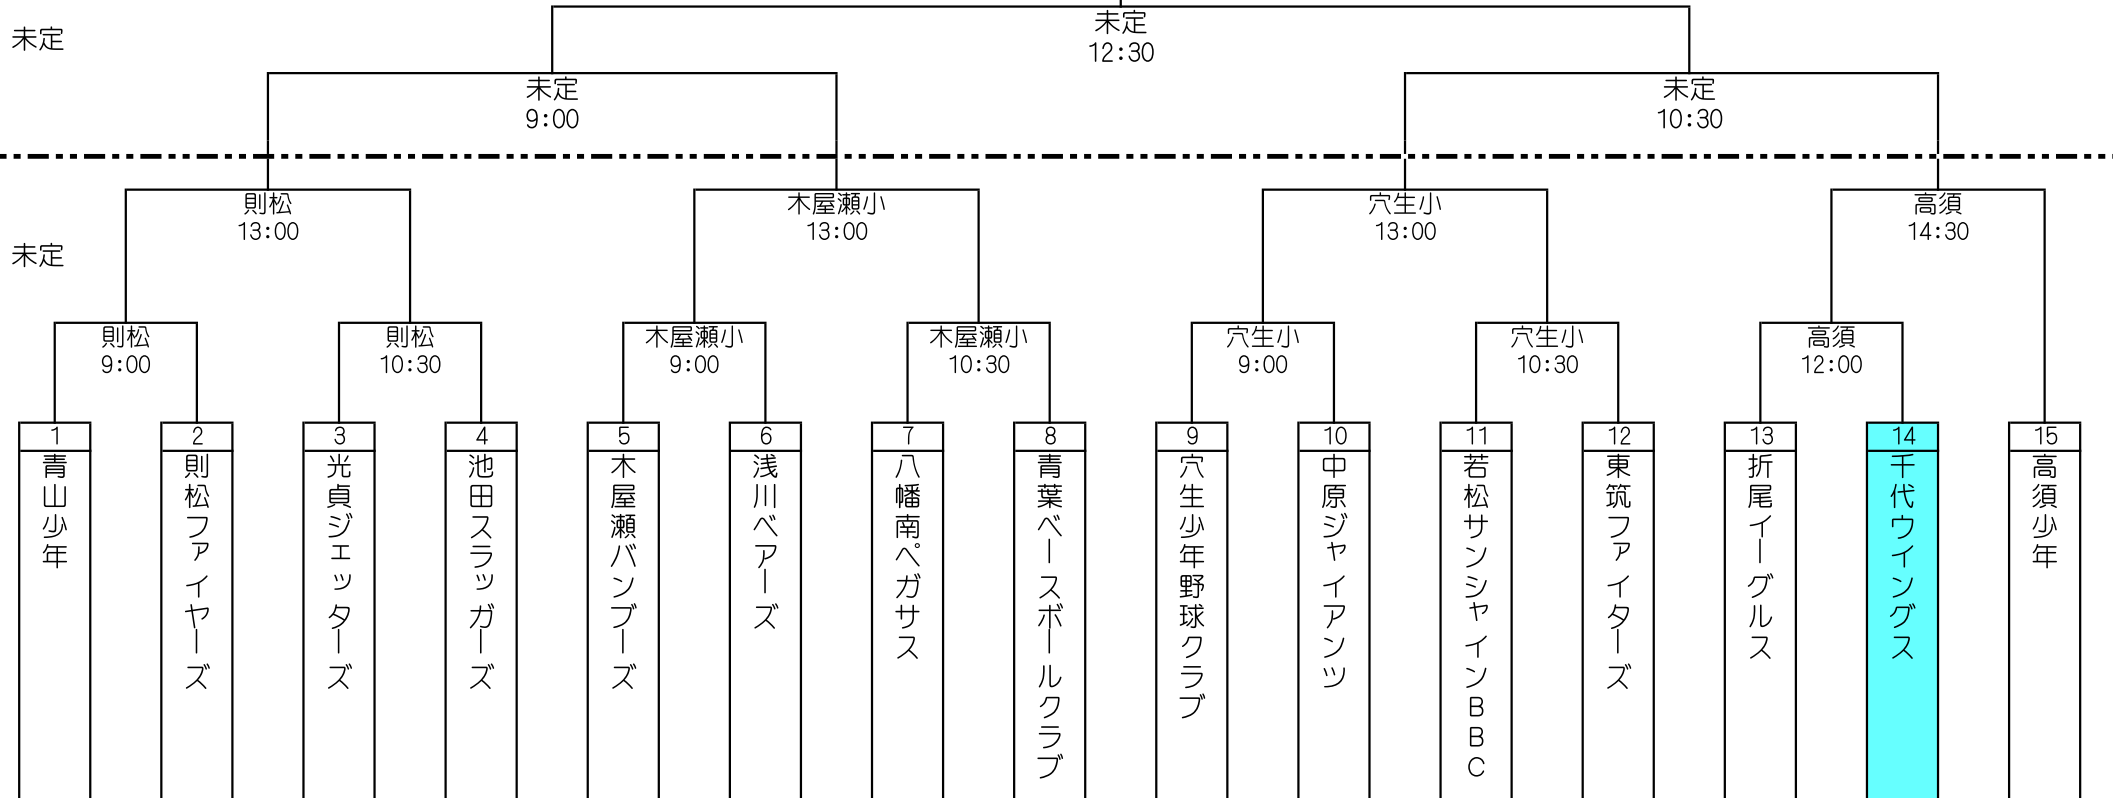 未定
未定
12:30
未定
9:00
未定
10:30
未定
則松
13:00
木屋瀬小
13:00
穴生小
13:00
高須
14:30
則松
9:00
則松
10:30
木屋瀬小
9:00
木屋瀬小
10:30
穴生小
9:00
穴生小
10:30
高須
12:00
1
青山少年
2
則松ファイヤーズ
3
光貞ジェッターズ
4
池田スラッガーズ
5
木屋瀬バンブーズ
6
浅川ベアーズ
7
八幡南ペガサス
8
青葉ベースボールクラブ
9
穴生少年野球クラブ
10
中原ジャイアンツ
11
若松サンシャインBBC
12
東筑ファイターズ
13
折尾イーグルス
14
千代ウイングス
15
高須少年